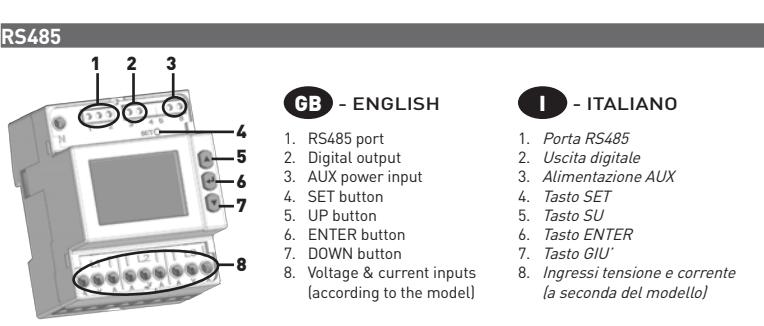 RS485
1 2 3
4
5
6
7
8
N
SET
L2
GB - ENGLISH
1. RS485 port
2. Digital output
3. AUX power input
4. SET button
5. UP button
6. ENTER button
7. DOWN button
8. Voltage & current inputs
(according to the model)
I - ITALIANO
1. Porta RS485
2. Uscita digitale
3. Alimentazione AUX
4. Tasto SET
5. Tasto SU
6. Tasto ENTER
7. Tasto GIU'
8. Ingressi tensione e corrente
(a seconda del modello)